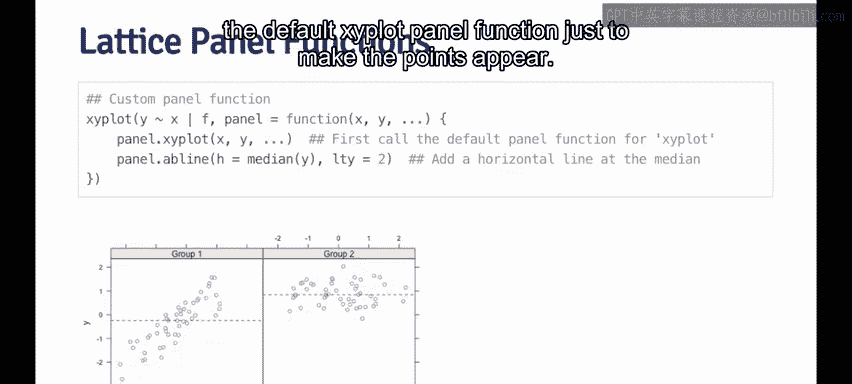 the default xyplot panel function just to
make the points appear.
Lattice Panel Functions
## Custom panel function
xyplot(y ~ x | f, panel = function(x, y, ...) {
    panel.xyplot(x, y, ...)  ## First call the default panel function for 'xyplot'
    panel.abline(h = median(y), lty = 2)  ## Add a horizontal line at the median
})
-2 -1 0 1 2
Group 1 Group 2
2
1
0
-1
-2
y